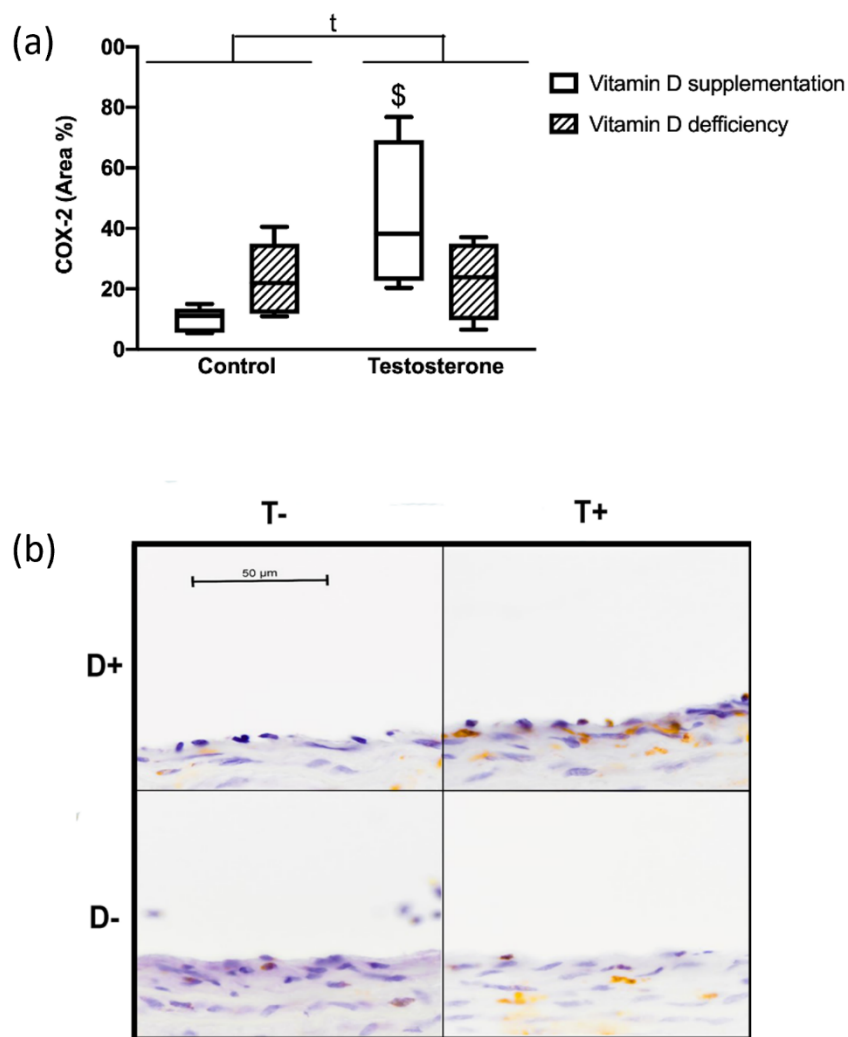 (a)
t
00
80
60
40
20
0
COX-2 (Area %)
$
Control
Testosterone
Vitamin D supplementation
Vitamin D defficiency
(b)
T-
T+
50 µm
D+
D-